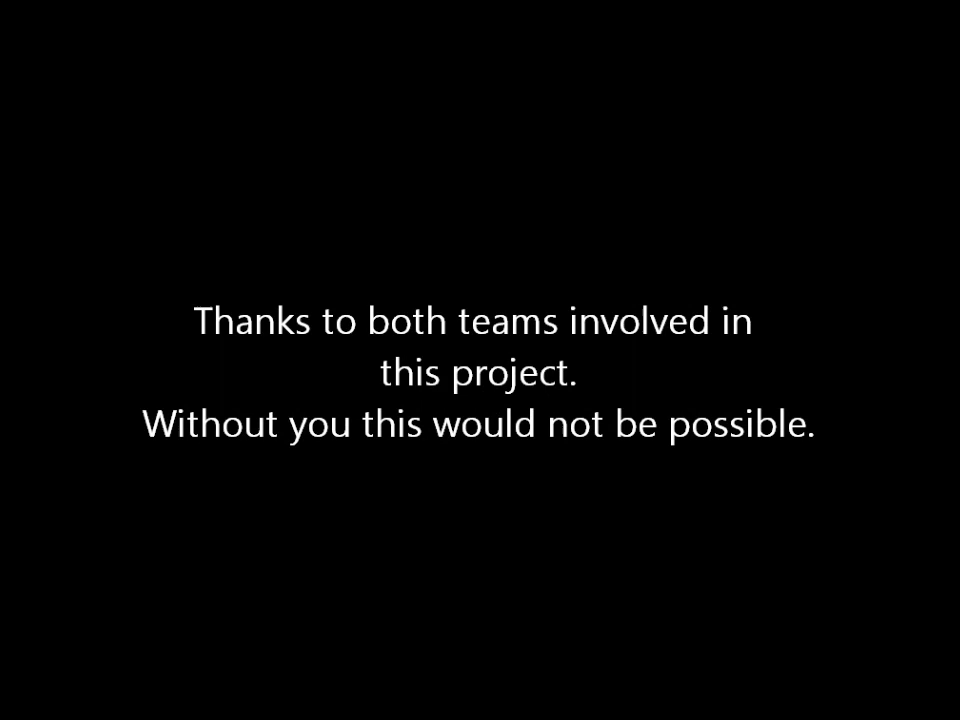 Thanks to both teams involved in
this project.
Without you this would not be possible.